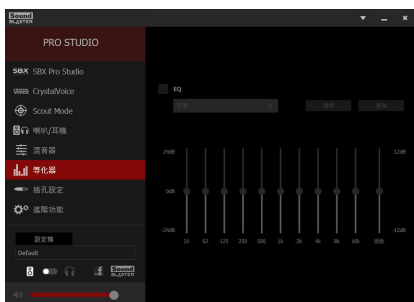 Sound
BLASTER
PRO STUDIO
SBX SBX Pro Studio
CrystalVoice
Scout Mode
喇叭/耳機
混音器
等化器
插孔設定
進階功能
設定檔
Default
Sound
BLASTER
EQ
24dB
12dB
0dB
-24dB
-12dB
31 62 125 250 500 1k 2k 4k 8k 16k